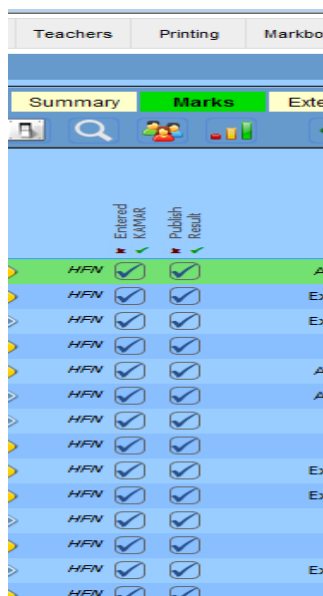 Teachers Printing Markbo
Summary Marks Exte
Entered
KAMAR
Publish
Result
HFN A
HFN Ex
HFN Ex
HFN
HFN A
HFN A
HFN
HFN
HFN Ex
HFN Ex
HFN
HFN
HFN Ex
HFN